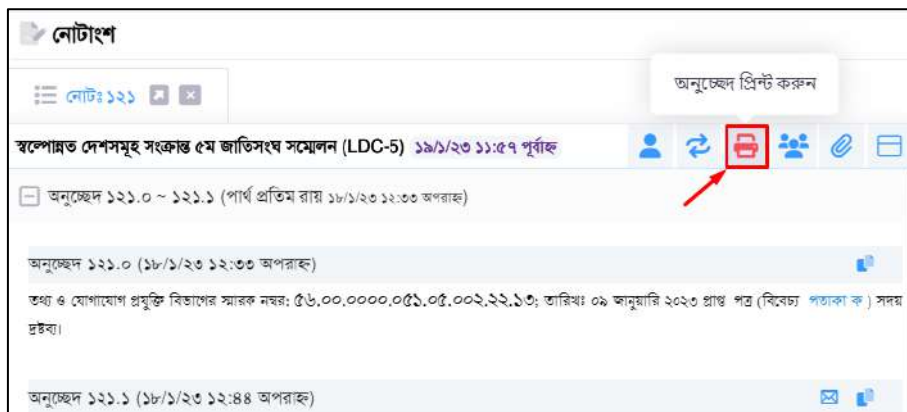 নোটাংশ
অনুচ্ছেদ প্রিন্ট করুন
নোটঃ ১২১
স্বল্পোন্নত দেশসমূহ সংক্রান্ত ৫ম জাতিসংঘ সম্মেলন (LDC-5) ১৯/১/২৩ ১১:৫৭ পূর্বাহ্ন
অনুচ্ছেদ ১২১.০ ~ ১২১.১ (পার্থ প্রতিম রায় ১৮/১/২৩ ১২:৩৩ অপরাহ্ন)
অনুচ্ছেদ ১২১.০ (১৮/১/২৩ ১২:৩৩ অপরাহ্ন)
তথ্য ও যোগাযোগ প্রযুক্তি বিভাগের স্মারক নম্বর: ৫৬.০০.০০০০.০৫১.০৫.০০২.২২.১৩; তারিখঃ ০৯ জানুয়ারি ২০২৩ প্রাপ্ত পত্র (বিবেচ্য পতাকা ক ) সদয়
দ্রষ্টব্য।
অনুচ্ছেদ ১২১.১ (১৮/১/২৩ ১২:৪৪ অপরাহ্ন)